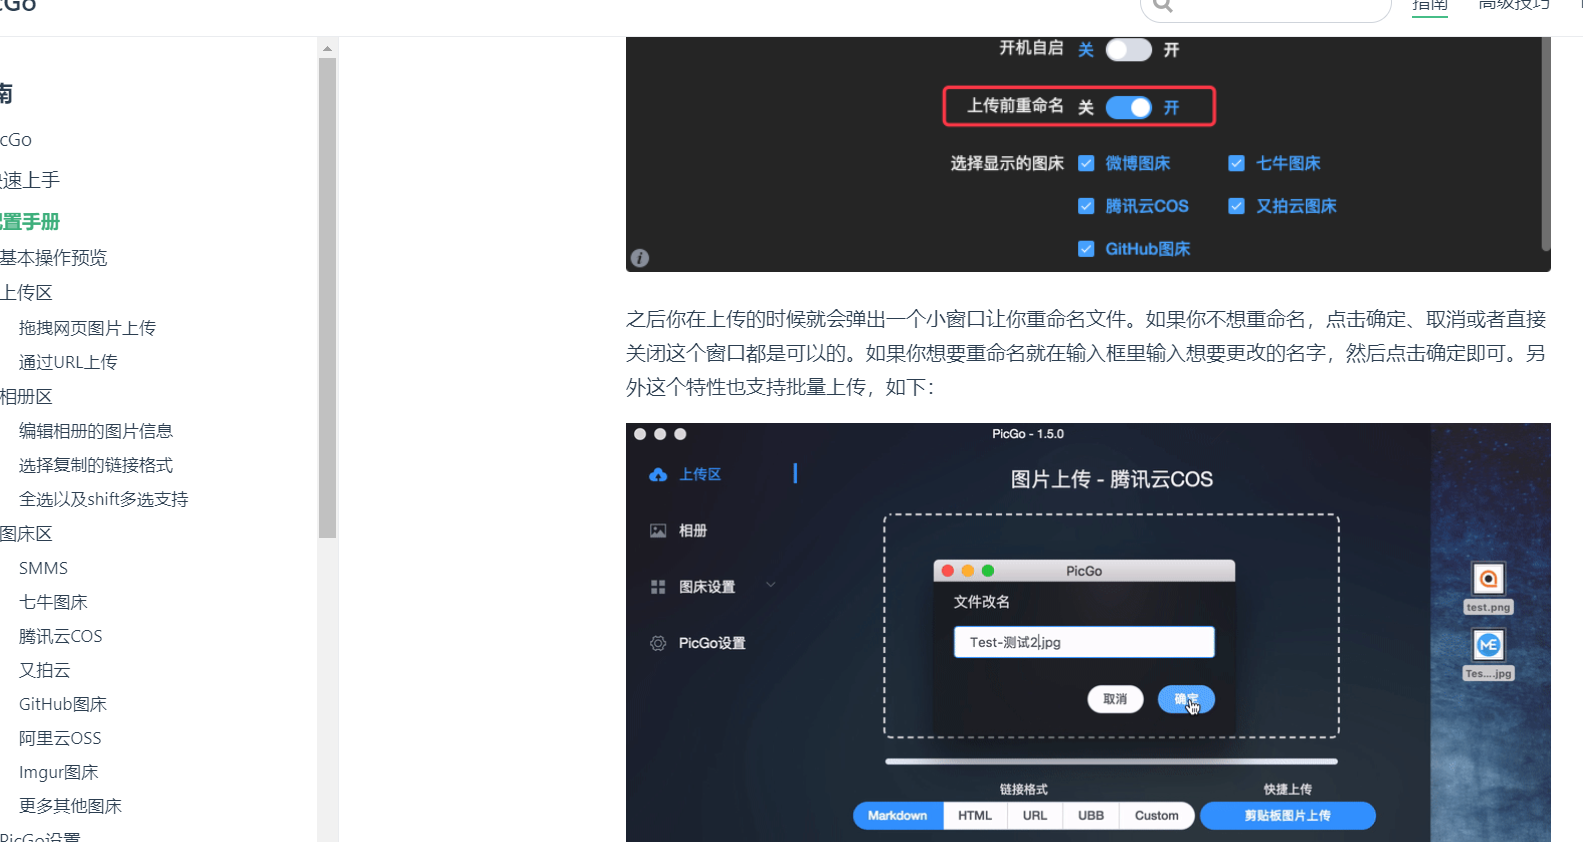 cGo
指南
高级技巧
南
cGo
速上手
置手册
基本操作预览
上传区
拖拽网页图片上传
通过URL上传
相册区
编辑相册的图片信息
选择复制的链接格式
全选以及shift多选支持
图床区
SMMS
七牛图床
腾讯云COS
又拍云
GitHub图床
阿里云OSS
Imgur图床
更多其他图床
PicGo设置
开机自启 关 开
上传前重命名 关 开
选择显示的图床 微博图床 七牛图床
腾讯云COS 又拍云图床
GitHub图床
之后你在上传的时候就会弹出一个小窗口让你重命名文件。如果你不想重命名，点击确定、取消或者直接
关闭这个窗口都是可以的。如果你想要重命名就在输入框里输入想要更改的名字，然后点击确定即可。另
外这个特性也支持批量上传，如下：
PicGo - 1.5.0
上传区
相册
图床设置
PicGo设置
图片上传 - 腾讯云COS
PicGo
文件改名
Test-测试2.jpg
取消 确定
链接格式 快捷上传
Markdown HTML URL UBB Custom 剪贴板图片上传
test.png
Tes....jpg